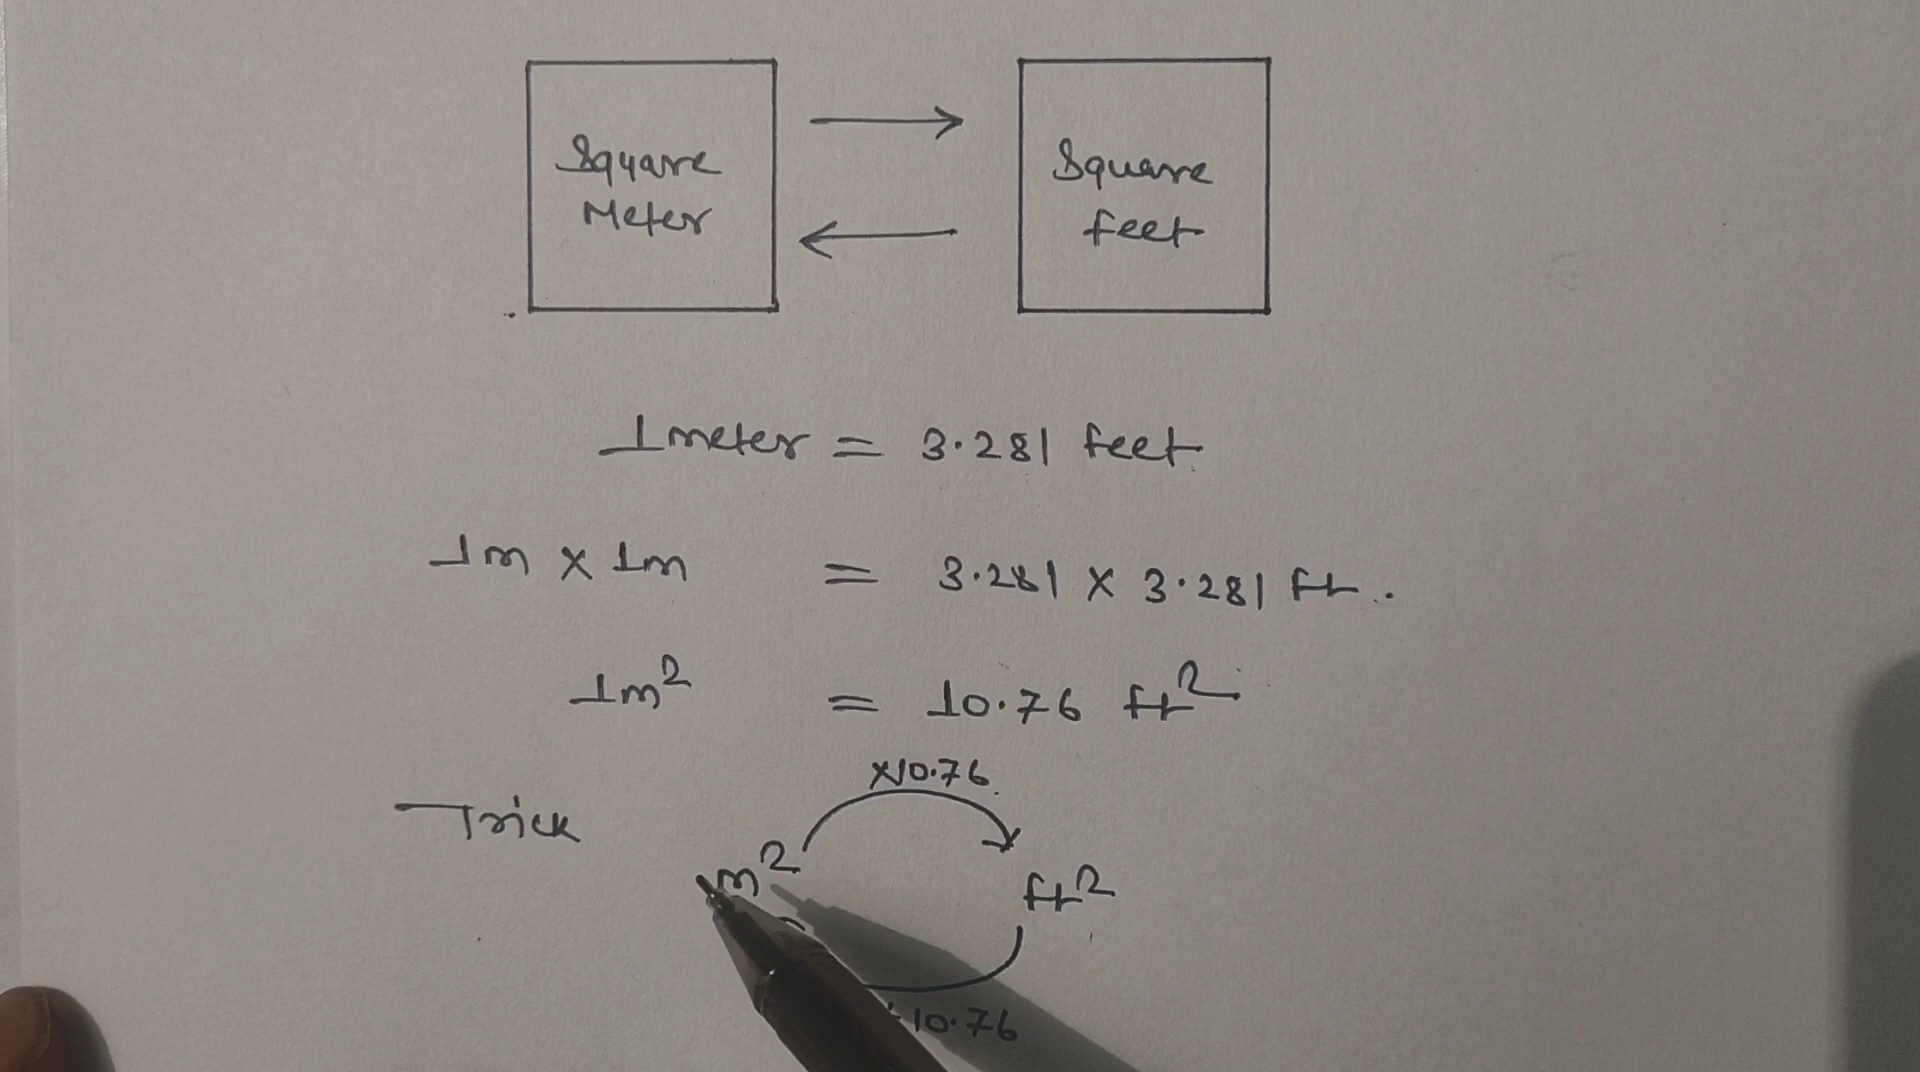 Square
Meter
Square
feet
1 meter = 3.281 feet.
1m x 1m = 3.281 x 3.281 ft.
1m² = 10.76 ft²
x10.76
Trick
m²
ft²
10.76